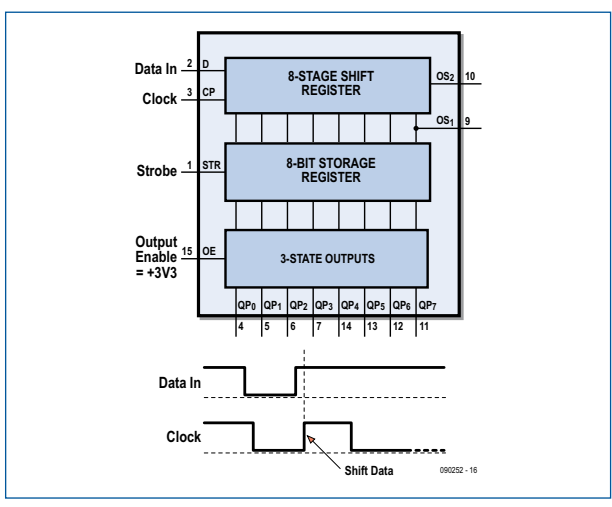 Data In 2 D
8-STAGE SHIFT
REGISTER
OS2 10
Clock 3 CP
OS1 9
Strobe 1 STR
8-BIT STORAGE
REGISTER
Output
Enable
= +3V3
15 OE
3-STATE OUTPUTS
QP0 QP1 QP2 QP3 QP4 QP5 QP6 QP7
4 5 6 7 14 13 12 11
Data In
Clock
Shift Data
090252 - 16